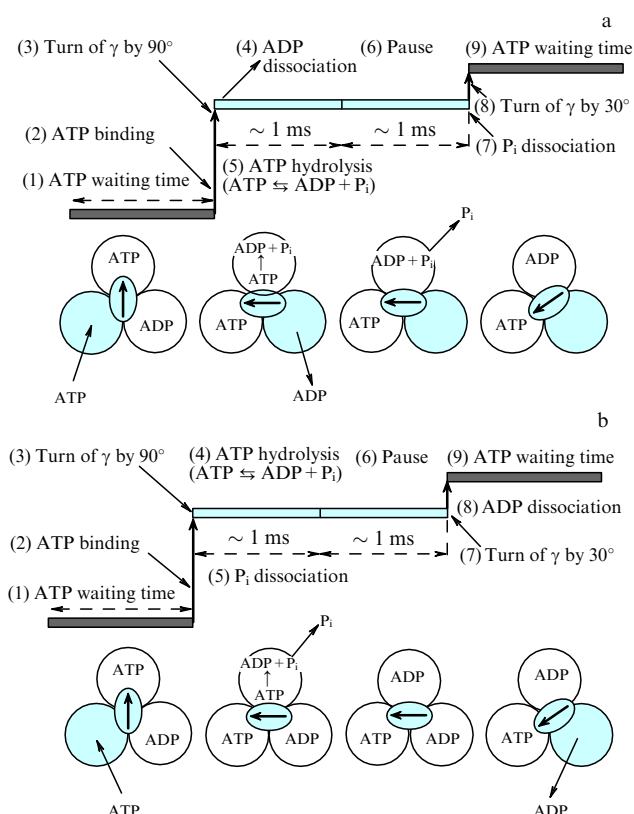 a
(3) Turn of γ by 90°
(4) ADP
dissociation
(6) Pause
(9) ATP waiting time
(8) Turn of γ by 30°
(2) ATP binding
∼ 1 ms
∼ 1 ms
(7) Pi dissociation
(5) ATP hydrolysis
(ATP ⇆ ADP + Pi)
(1) ATP waiting time
ATP
ADP
ATP
ADP + Pi
↑
ATP
ATP
ADP
Pi
ADP + Pi
ATP
ADP
ATP
b
(3) Turn of γ by 90°
(4) ATP hydrolysis
(ATP ⇆ ADP + Pi)
(6) Pause
(9) ATP waiting time
(8) ADP dissociation
(2) ATP binding
∼ 1 ms
∼ 1 ms
(7) Turn of γ by 30°
(5) Pi dissociation
(1) ATP waiting time
ATP
ADP
ATP
Pi
ADP + Pi
↑
ATP
ATP
ADP
ADP
ATP
ADP
ADP
ATP
ADP